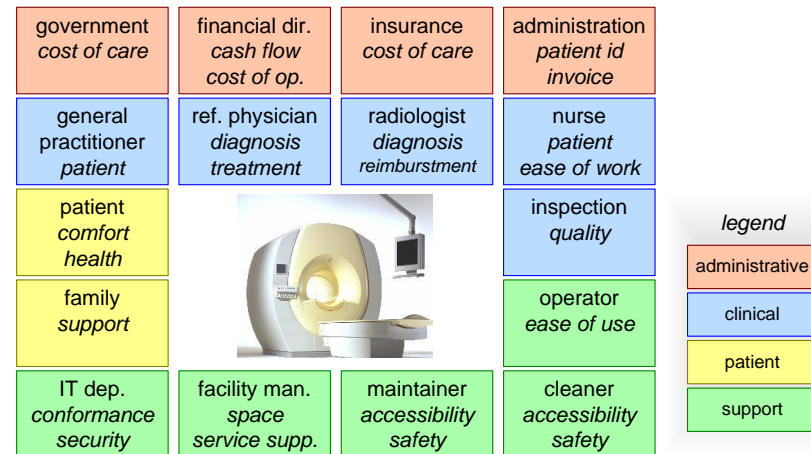 government
cost of care
financial dir.
cash flow
cost of op.
insurance
cost of care
administration
patient id
invoice
general
practitioner
patient
ref. physician
diagnosis
treatment
radiologist
diagnosis
reimburstment
nurse
patient
ease of work
patient
comfort
health
inspection
quality
family
support
operator
ease of use
IT dep.
conformance
security
facility man.
space
service supp.
maintainer
accessibility
safety
cleaner
accessibility
safety
legend
administrative
clinical
patient
support